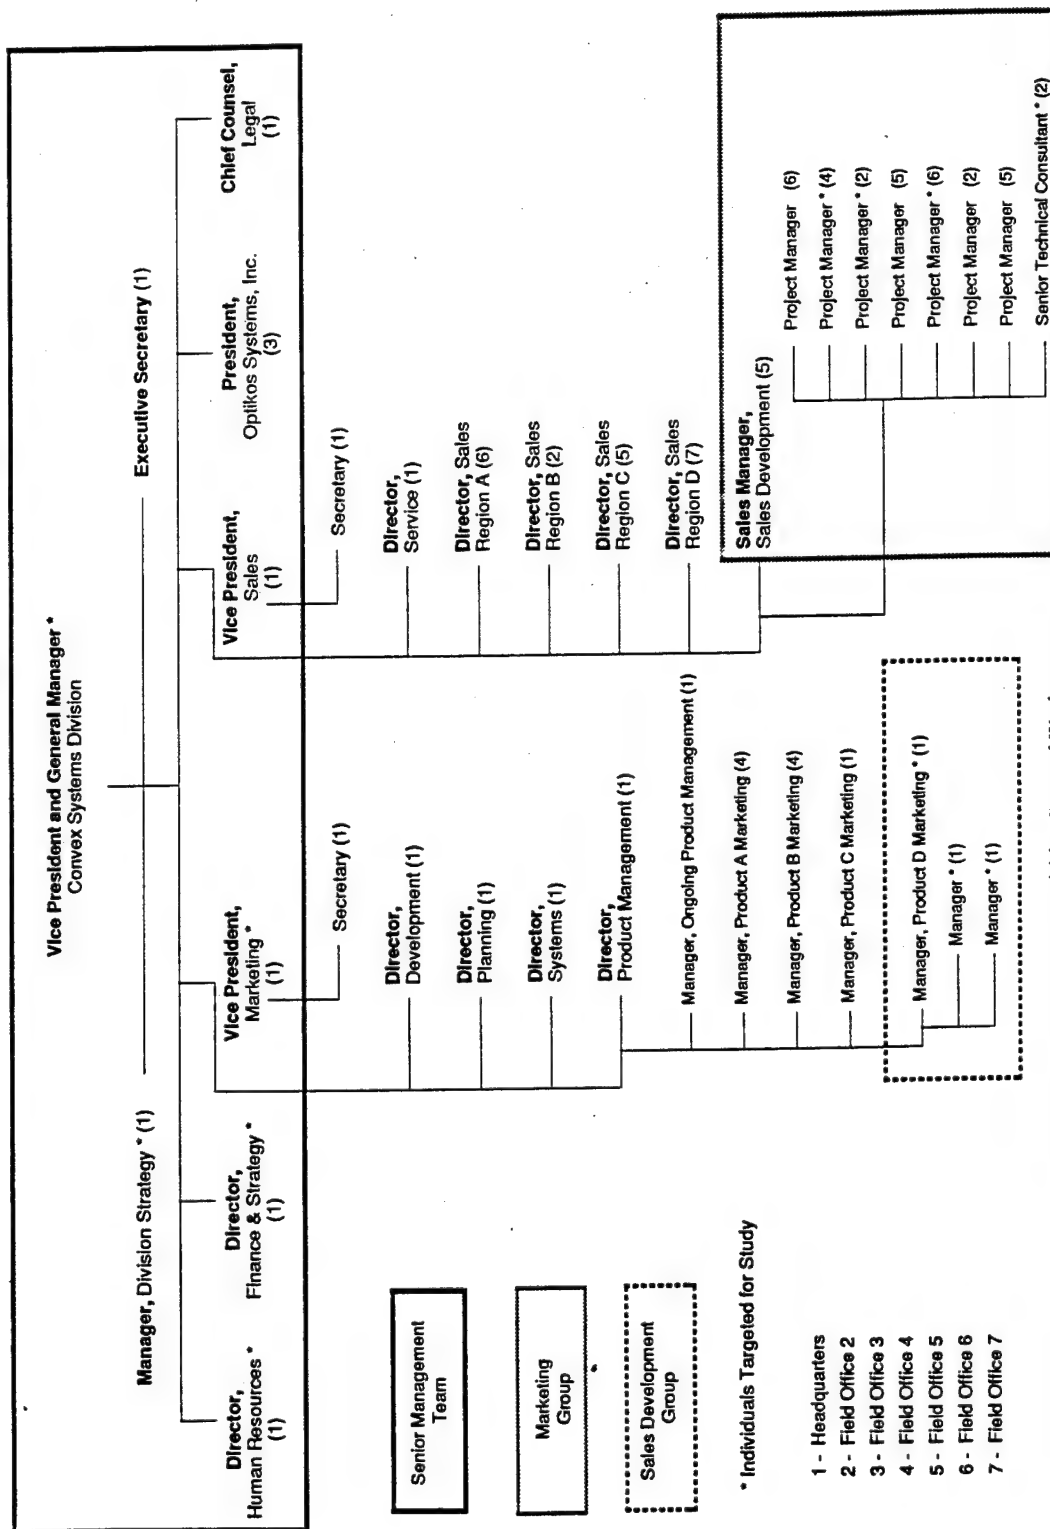 Vice President and General Manager *
Convex Systems Division
Manager, Division Strategy * (1)
Executive Secretary (1)
Director,
Human Resources *
(1)
Director,
Finance & Strategy *
(1)
Vice President,
Marketing *
(1)
Vice President,
Sales
(1)
President,
Optikos Systems, Inc.
(3)
Chief Counsel,
Legal
(1)
Secretary (1)
Director,
Development (1)
Director,
Planning (1)
Director,
Systems (1)
Director,
Product Management (1)
Manager, Ongoing Product Management (1)
Manager, Product A Marketing (4)
Manager, Product B Marketing (4)
Manager, Product C Marketing (1)
Manager, Product D Marketing * (1)
Manager * (1)
Manager * (1)
Secretary (1)
Director,
Service (1)
Director, Sales
Region A (6)
Director, Sales
Region B (2)
Director, Sales
Region C (5)
Director, Sales
Region D (7)
Sales Manager,
Sales Development (5)
Project Manager (6)
Project Manager * (4)
Project Manager * (2)
Project Manager (5)
Project Manager * (6)
Project Manager (2)
Project Manager (5)
Senior Technical Consultant * (2)
Senior Management
Team
Marketing
Group
Sales Development
Group
* Individuals Targeted for Study
1 - Headquarters
2 - Field Office 2
3 - Field Office 3
4 - Field Office 4
5 - Field Office 5
6 - Field Office 6
7 - Field Office 7